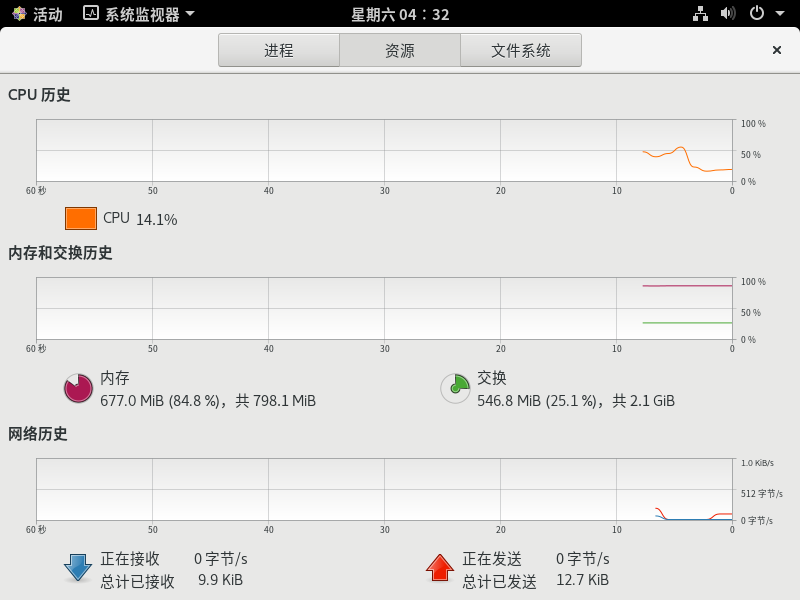 活动 系统监视器 星期六 04：32
进程 资源 文件系统
CPU 历史
100 %
50 %
0 %
60 秒 50 40 30 20 10 0
CPU 14.1%
内存和交换历史
100 %
50 %
0 %
60 秒 50 40 30 20 10 0
内存
677.0 MiB (84.8 %)，共 798.1 MiB
交换
546.8 MiB (25.1 %)，共 2.1 GiB
网络历史
1.0 KiB/s
512 字节/s
0 字节/s
60 秒 50 40 30 20 10 0
正在接收 0 字节/s
总计已接收 9.9 KiB
正在发送 0 字节/s
总计已发送 12.7 KiB